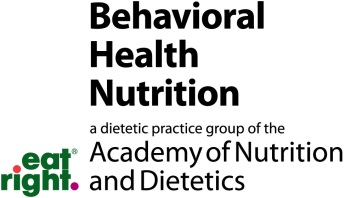 Behavioral
Health
Nutrition
a dietetic practice group of the
eat®
right.
Academy of Nutrition
and Dietetics